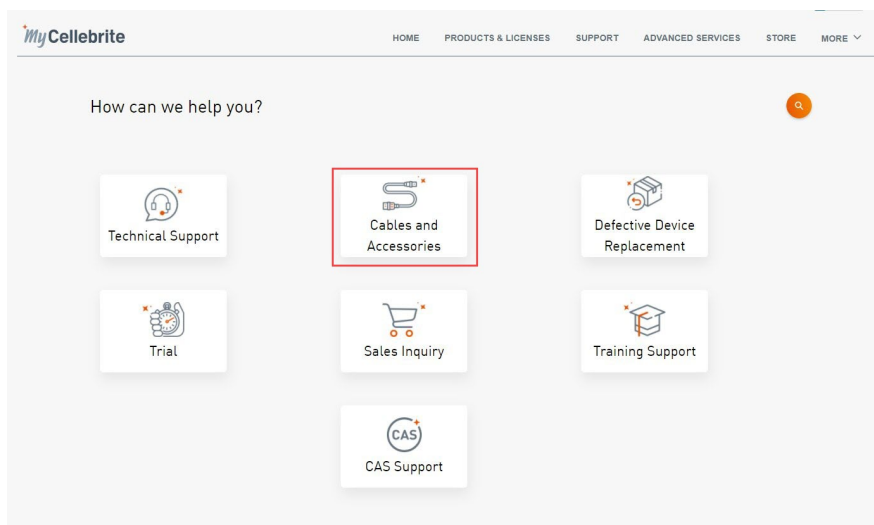 MyCellebrite
HOME PRODUCTS & LICENSES SUPPORT ADVANCED SERVICES STORE MORE
How can we help you?
Technical Support
Cables and
Accessories
Defective Device
Replacement
Trial
Sales Inquiry
Training Support
CAS
CAS Support